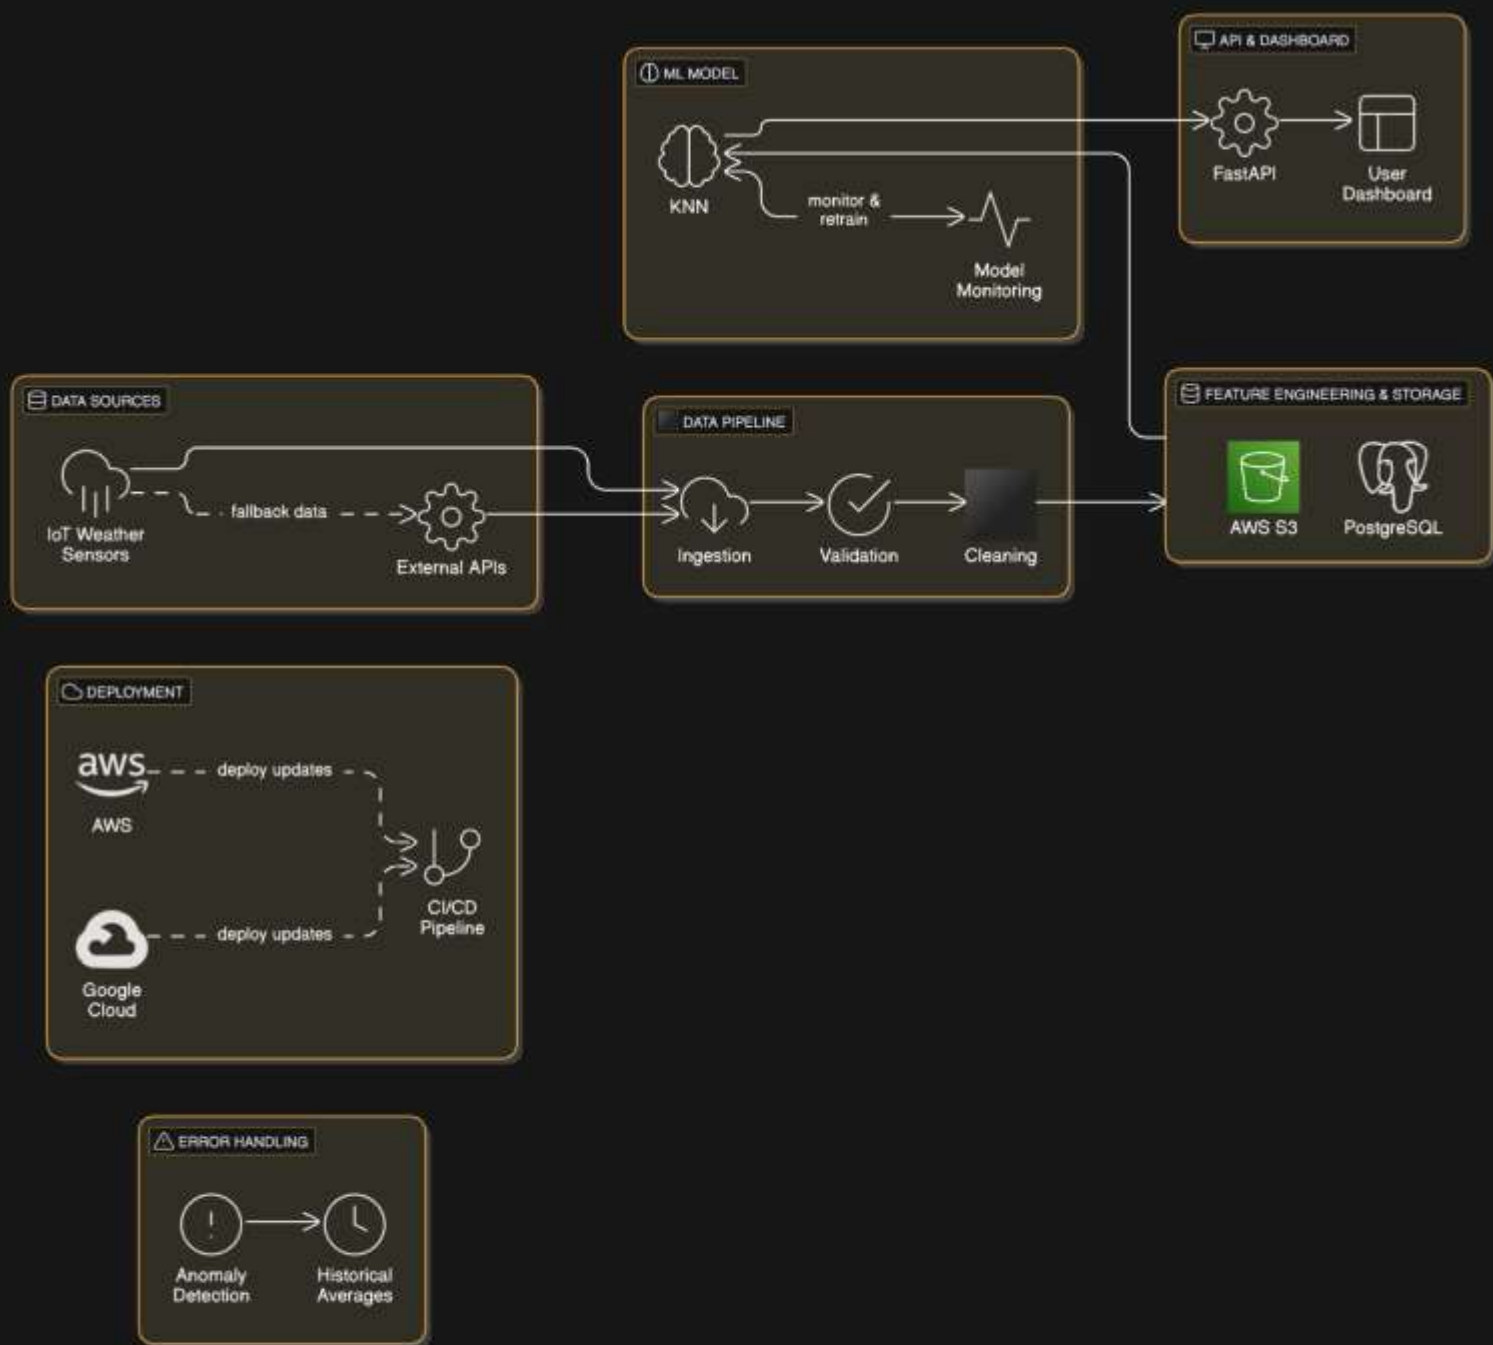 API & DASHBOARD
FastAPI
User
Dashboard
ML MODEL
KNN
monitor &
retrain
Model
Monitoring
DATA SOURCES
IoT Weather
Sensors
fallback data
External APIs
DATA PIPELINE
Ingestion
Validation
Cleaning
FEATURE ENGINEERING & STORAGE
AWS S3
PostgreSQL
DEPLOYMENT
aws
AWS
deploy updates
Google
Cloud
deploy updates
CI/CD
Pipeline
ERROR HANDLING
Anomaly
Detection
Historical
Averages